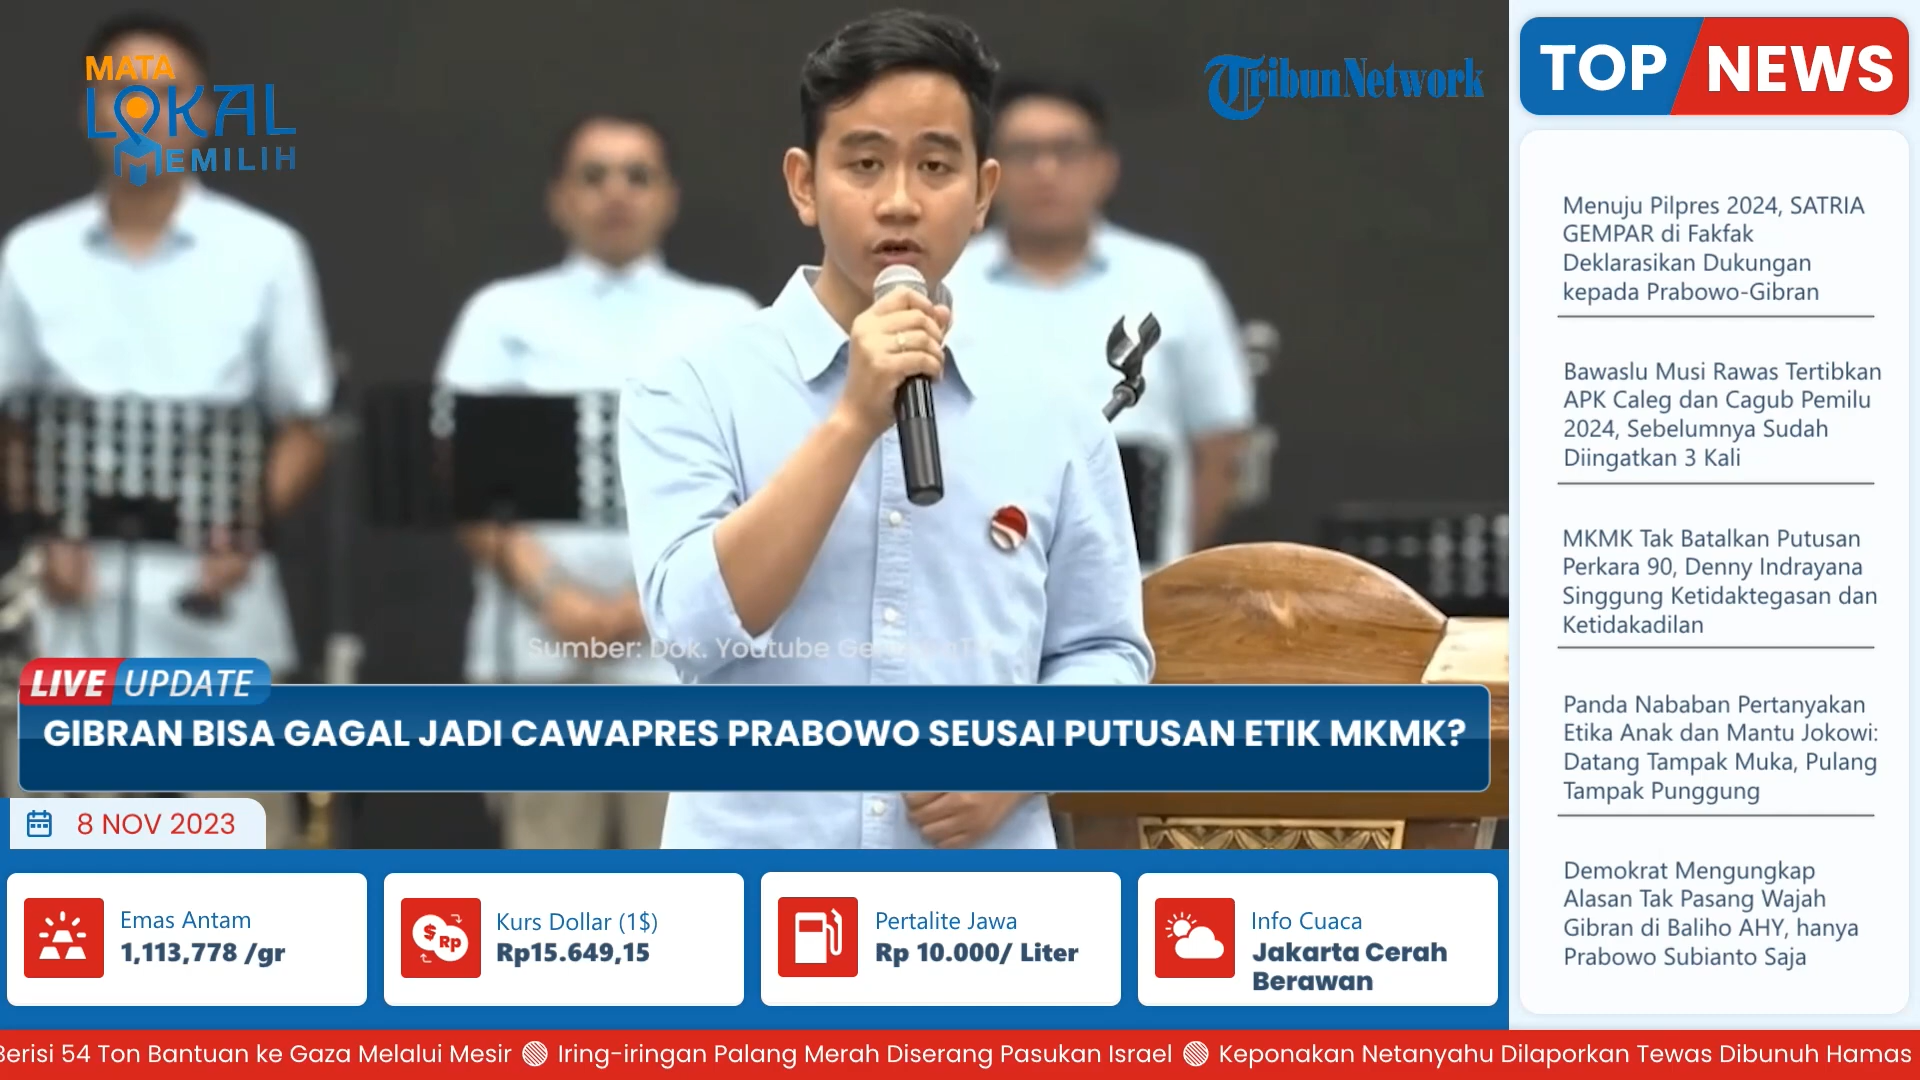 MATA
LOKAL
MEMILIH
TribunNetwork
TOP NEWS
Menuju Pilpres 2024, SATRIA
GEMPAR di Fakfak
Deklarasikan Dukungan
kepada Prabowo-Gibran
Bawaslu Musi Rawas Tertibkan
APK Caleg dan Cagub Pemilu
2024, Sebelumnya Sudah
Diingatkan 3 Kali
MKMK Tak Batalkan Putusan
Perkara 90, Denny Indrayana
Singgung Ketidaktegasan dan
Ketidakadilan
Panda Nababan Pertanyakan
Etika Anak dan Mantu Jokowi:
Datang Tampak Muka, Pulang
Tampak Punggung
Demokrat Mengungkap
Alasan Tak Pasang Wajah
Gibran di Baliho AHY, hanya
Prabowo Subianto Saja
Sumber: Dok. Youtube
LIVE UPDATE
GIBRAN BISA GAGAL JADI CAWAPRES PRABOWO SEUSAI PUTUSAN ETIK MKMK?
8 NOV 2023
Emas Antam
1,113,778 /gr
Kurs Dollar (1$)
Rp15.649,15
$ Rp
Pertalite Jawa
Rp 10.000/ Liter
Info Cuaca
Jakarta Cerah
Berawan
Berisi 54 Ton Bantuan ke Gaza Melalui Mesir Iring-iringan Palang Merah Diserang Pasukan Israel Keponakan Netanyahu Dilaporkan Tewas Dibunuh Hamas